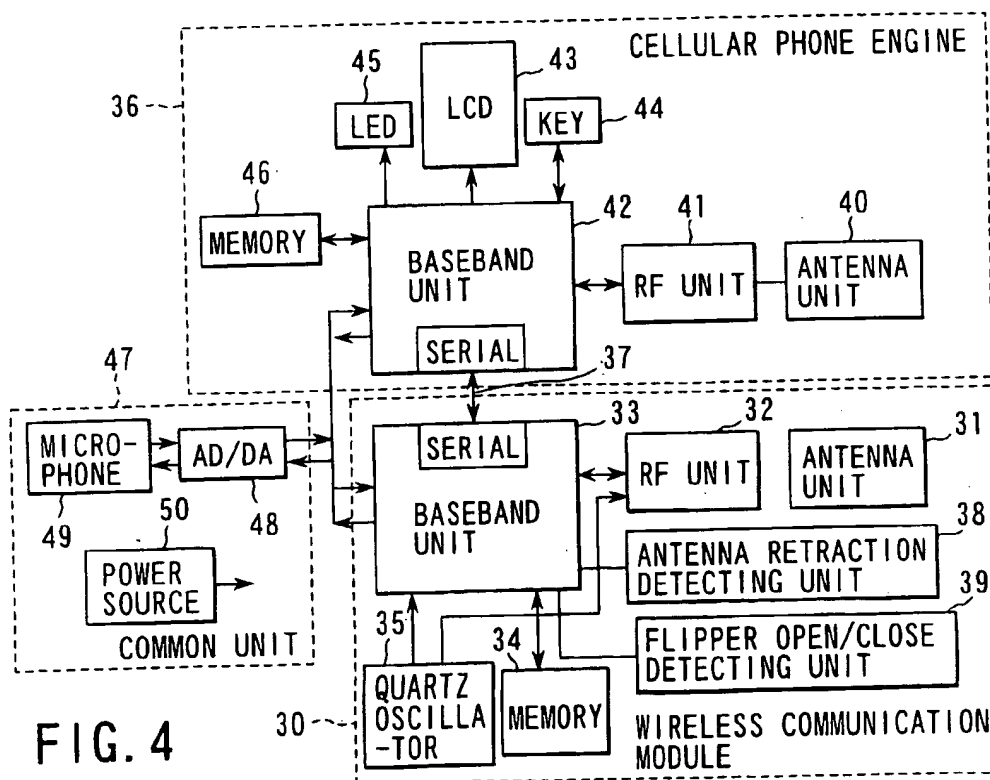 CELLULAR PHONE ENGINE
36
45
43
LED
LCD
KEY
44
46
MEMORY
42
41
40
BASEBAND
UNIT
RF UNIT
ANTENNA
UNIT
SERIAL
37
47
33
32
31
MICRO-
PHONE
AD/DA
SERIAL
BASEBAND
UNIT
RF UNIT
ANTENNA
UNIT
49
50
48
38
POWER
SOURCE
ANTENNA RETRACTION
DETECTING UNIT
39
COMMON UNIT
35
34
FLIPPER OPEN/CLOSE
DETECTING UNIT
QUARTZ
OSCILLA
-TOR
MEMORY
30
WIRELESS COMMUNICATION
MODULE
FIG. 4